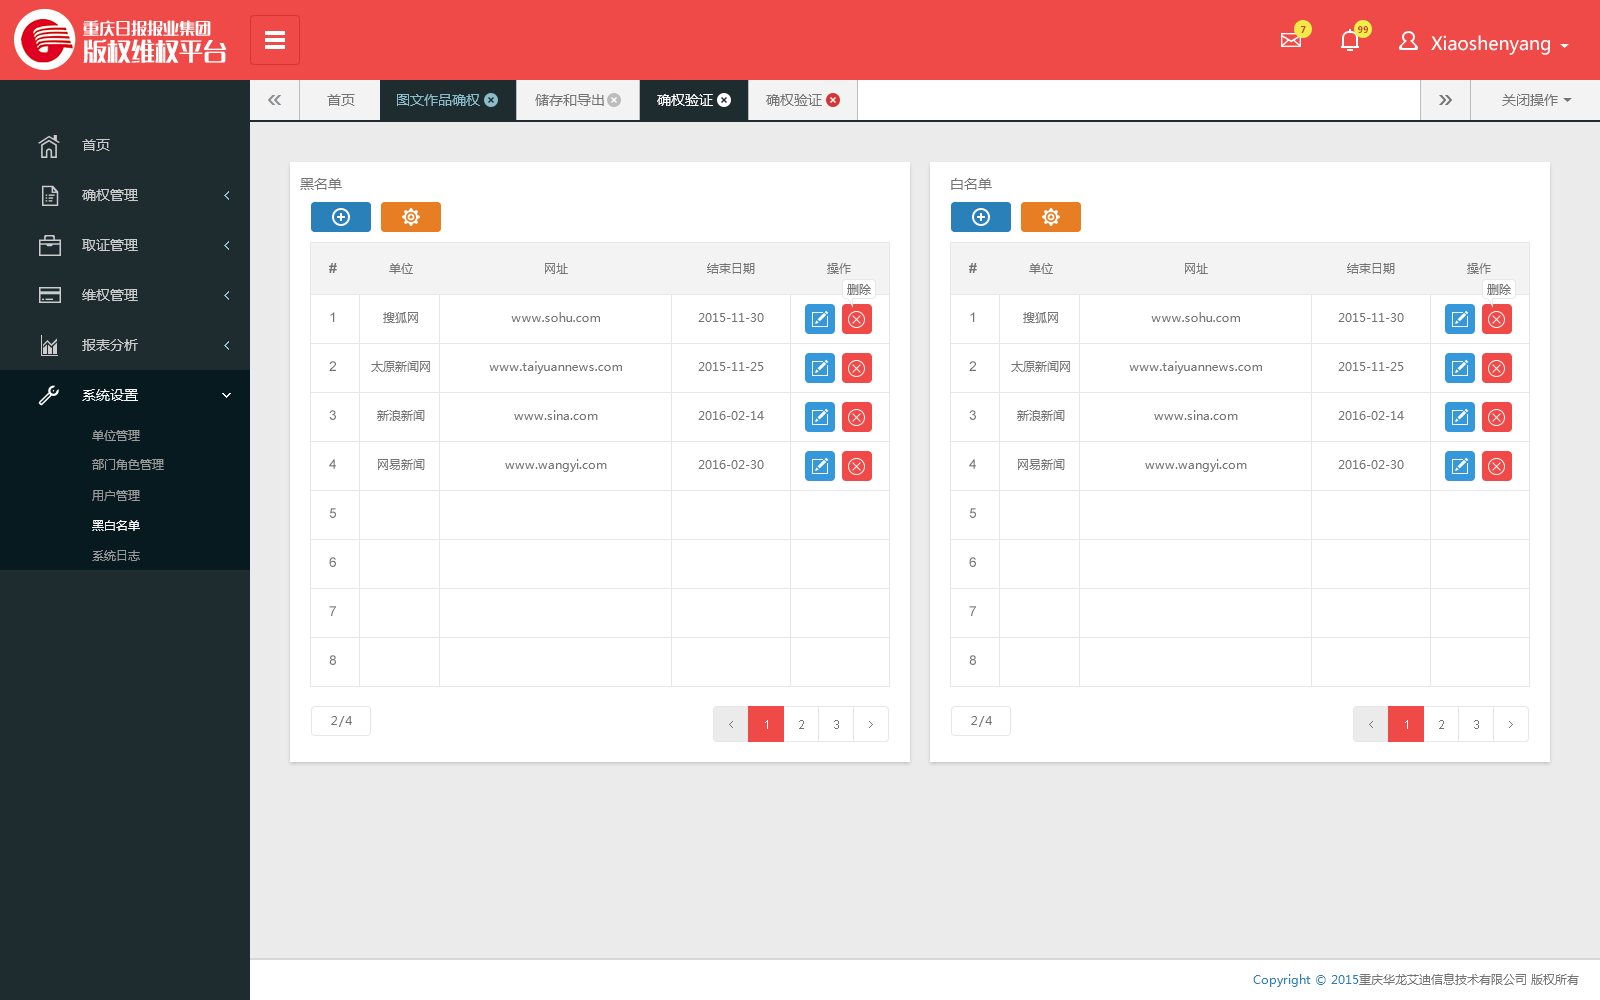 重庆日报报业集团
版权维权平台
7
99
Xiaoshenyang
首页
图文作品确权
储存和导出
确权验证
确权验证
关闭操作
首页
确权管理
取证管理
维权管理
报表分析
系统设置
单位管理
部门角色管理
用户管理
黑白名单
系统日志
黑名单
# 单位 网址 结束日期 操作
删除
1 搜狐网 www.sohu.com 2015-11-30
2 太原新闻网 www.taiyuannews.com 2015-11-25
3 新浪新闻 www.sina.com 2016-02-14
4 网易新闻 www.wangyi.com 2016-02-30
5
6
7
8
2/4
‹ 1 2 3 ›
白名单
# 单位 网址 结束日期 操作
删除
1 搜狐网 www.sohu.com 2015-11-30
2 太原新闻网 www.taiyuannews.com 2015-11-25
3 新浪新闻 www.sina.com 2016-02-14
4 网易新闻 www.wangyi.com 2016-02-30
5
6
7
8
2/4
‹ 1 2 3 ›
Copyright © 2015重庆华龙艾迪信息技术有限公司 版权所有